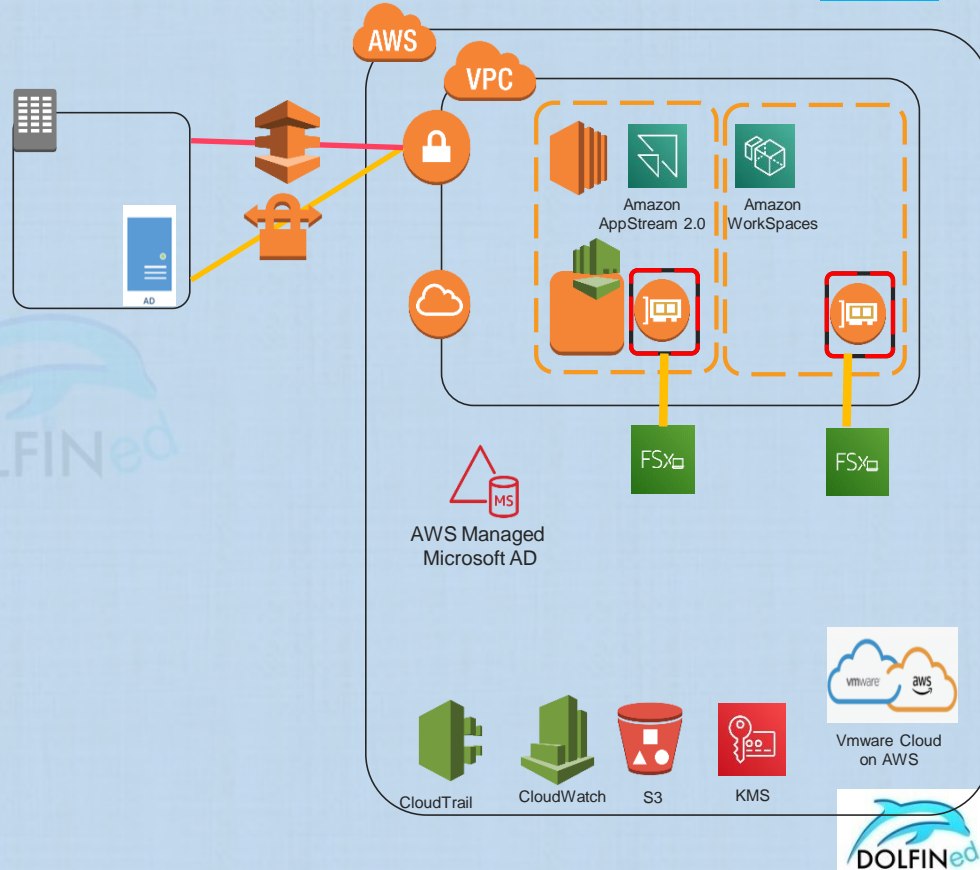 AWS
VPC
Amazon
AppStream 2.0
Amazon
WorkSpaces
AD
FSx
FSx
MS
AWS Managed
Microsoft AD
DOLFINed
vmware
aws
Vmware Cloud
on AWS
CloudTrail
CloudWatch
S3
KMS
DOLFINed